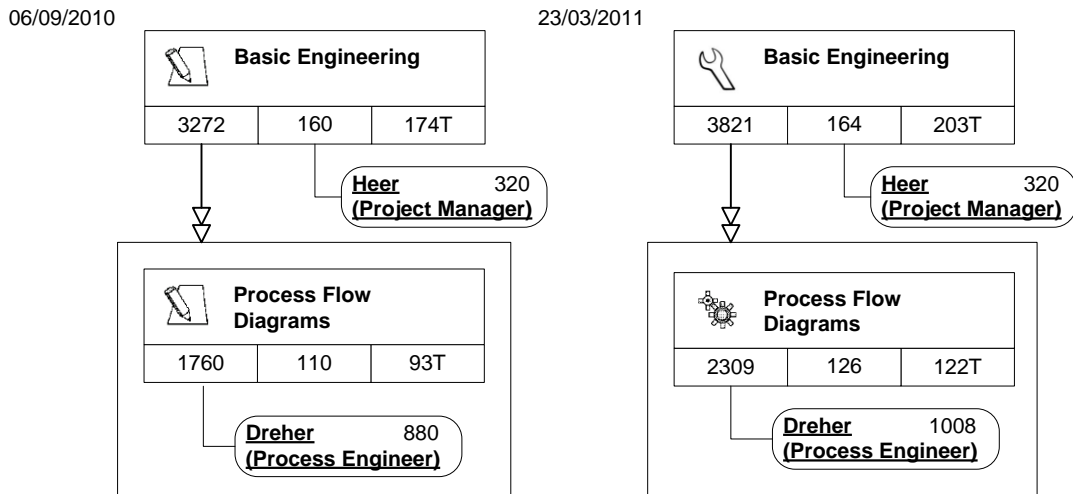 06/09/2010
Basic Engineering
3272 160 174T
Heer 320
(Project Manager)
Process Flow
Diagrams
1760 110 93T
Dreher 880
(Process Engineer)
23/03/2011
Basic Engineering
3821 164 203T
Heer 320
(Project Manager)
Process Flow
Diagrams
2309 126 122T
Dreher 1008
(Process Engineer)